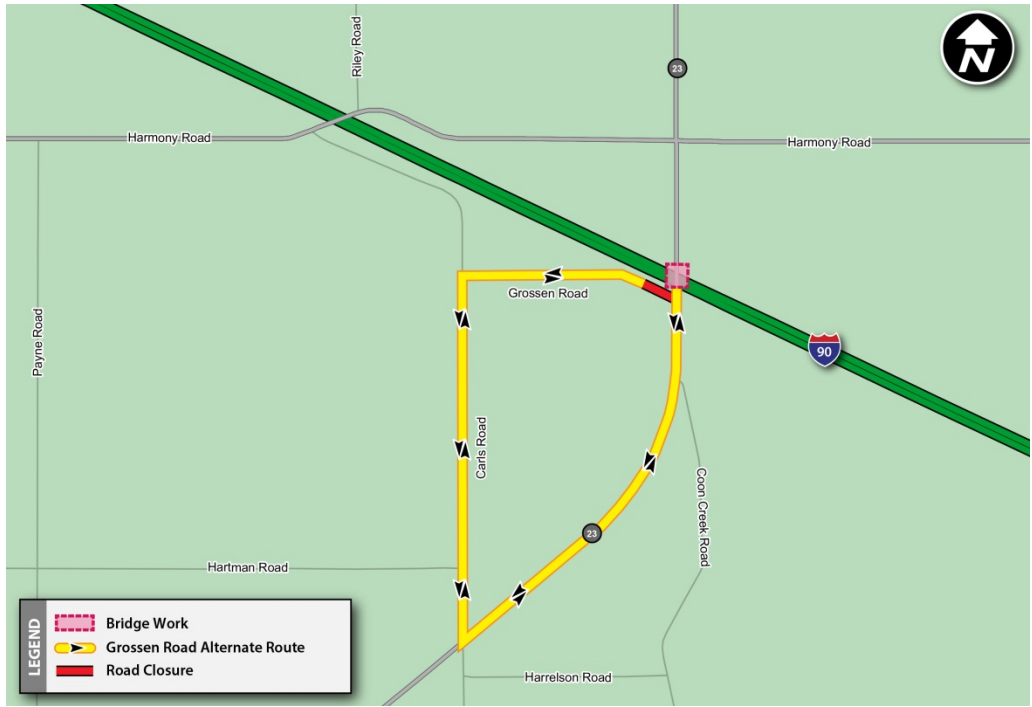 Riley Road
23
N
Harmony Road
Harmony Road
Grossen Road
Payne Road
90
Carls Road
Coon Creek Road
23
Hartman Road
LEGEND
Bridge Work
Grossen Road Alternate Route
Road Closure
Harrelson Road